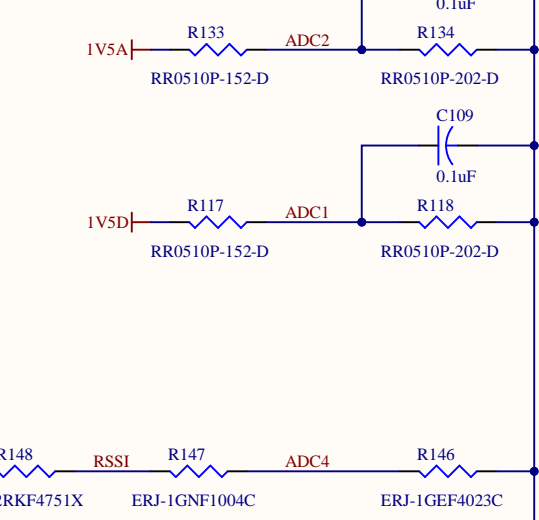 0.1uF
R133
ADC2
R134
1V5A
RR0510P-152-D
RR0510P-202-D
C109
0.1uF
R117
ADC1
R118
1V5D
RR0510P-152-D
RR0510P-202-D
R148
RSSI
R147
ADC4
R146
RKF4751X
ERJ-1GNF1004C
ERJ-1GEF4023C